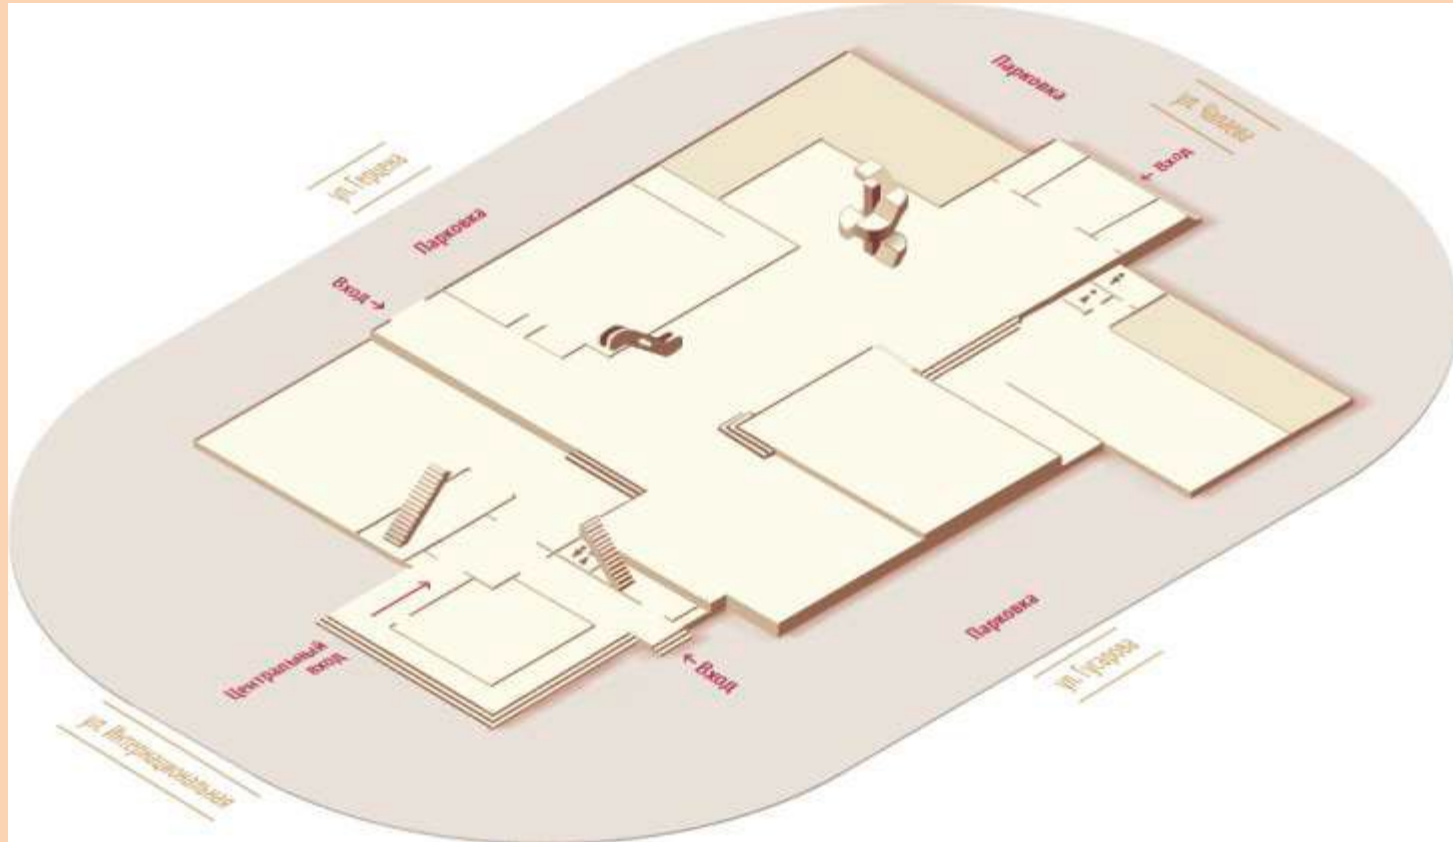 Парковка
ул. Чапаева
← Вход
ул. Герцена
Парковка
Вход →
Парковка
ул. Гусарова
Центральный
вход
← Вход
ул. Интернациональная